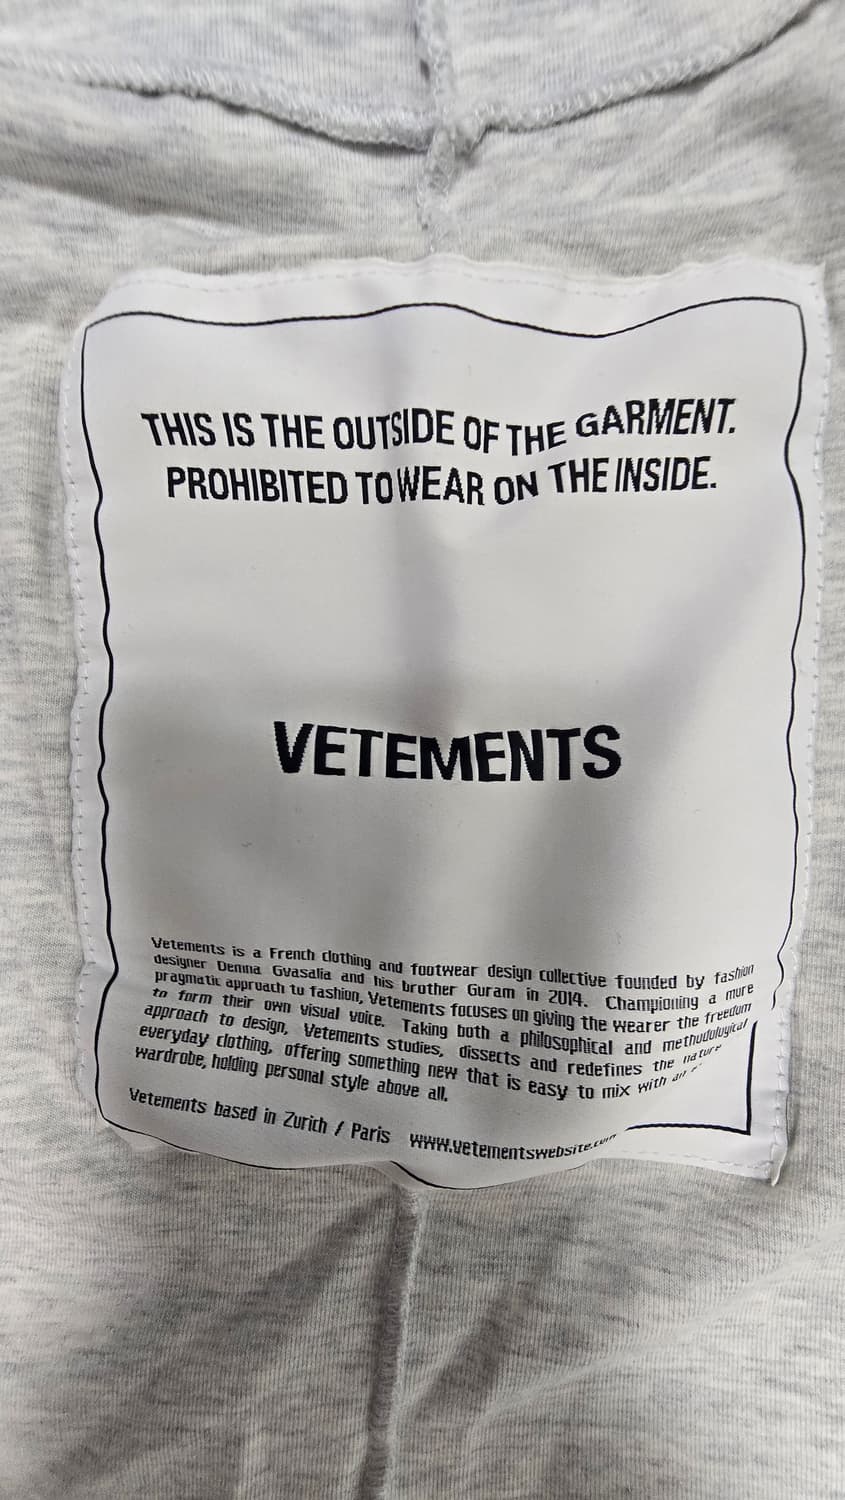 THIS IS THE OUTSIDE OF THE GARMENT.
PROHIBITED TO WEAR ON THE INSIDE.
VETEMENTS
Vetements is a French clothing and footwear design collective founded by fashion
designer Demna Gvasalia and his brother Guram in 2014. Championing a more
pragmatic approach to fashion, Vetements focuses on giving the wearer the freedom
to form their own visual voice. Taking both a philosophical and methodological
approach to design, Vetements studies, dissects and redefines the nature
everyday clothing, offering something new that is easy to mix with
wardrobe, holding personal style above all.
Vetements based in Zurich / Paris www.vetementswebsite.com